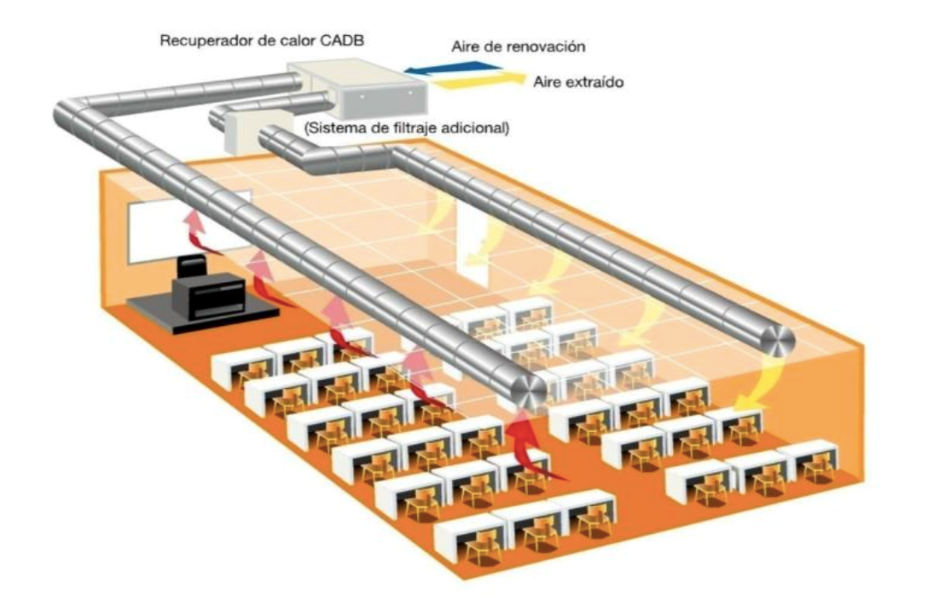 Recuperador de calor CADB
Aire de renovación
Aire extraído
(Sistema de filtraje adicional)